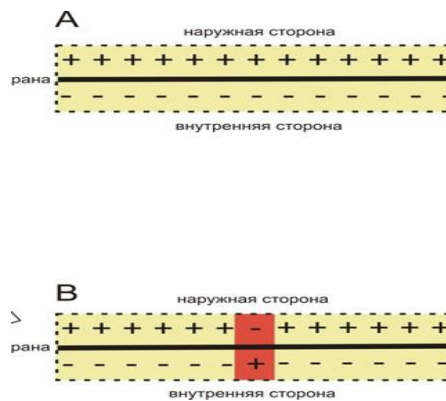 A
наружная сторона
+ + + + + + + + + + + + +
рана
- - - - - - - - - - - - -
внутренняя сторона
B
наружная сторона
+ + + + + + - + + + + + +
рана
- - - - - - + - - - - - -
внутренняя сторона